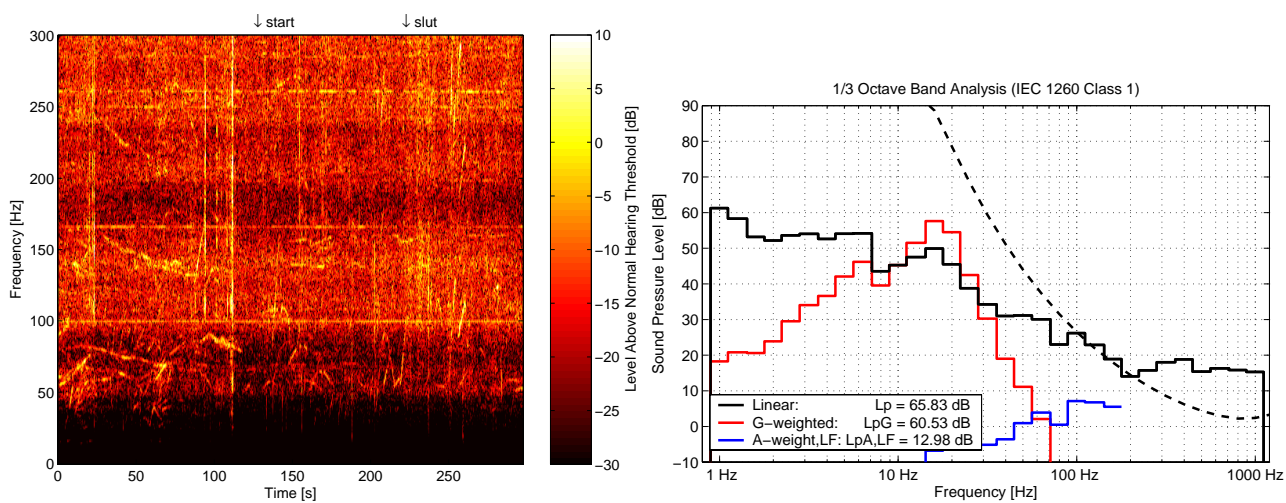 ↓ start ↓ slut
300
250
200
150
100
50
0
Frequency [Hz]
0 50 100 150 200 250
Time [s]
10
5
0
−5
−10
−15
−20
−25
−30
Level Above Normal Hearing Threshold [dB]
1/3 Octave Band Analysis (IEC 1260 Class 1)
90
80
70
60
50
40
30
20
10
0
−10
Sound Pressure Level [dB]
Linear: Lp = 65.83 dB
G−weighted: LpG = 60.53 dB
A−weight,LF: LpA,LF = 12.98 dB
1 Hz 10 Hz 100 Hz 1000 Hz
Frequency [Hz]